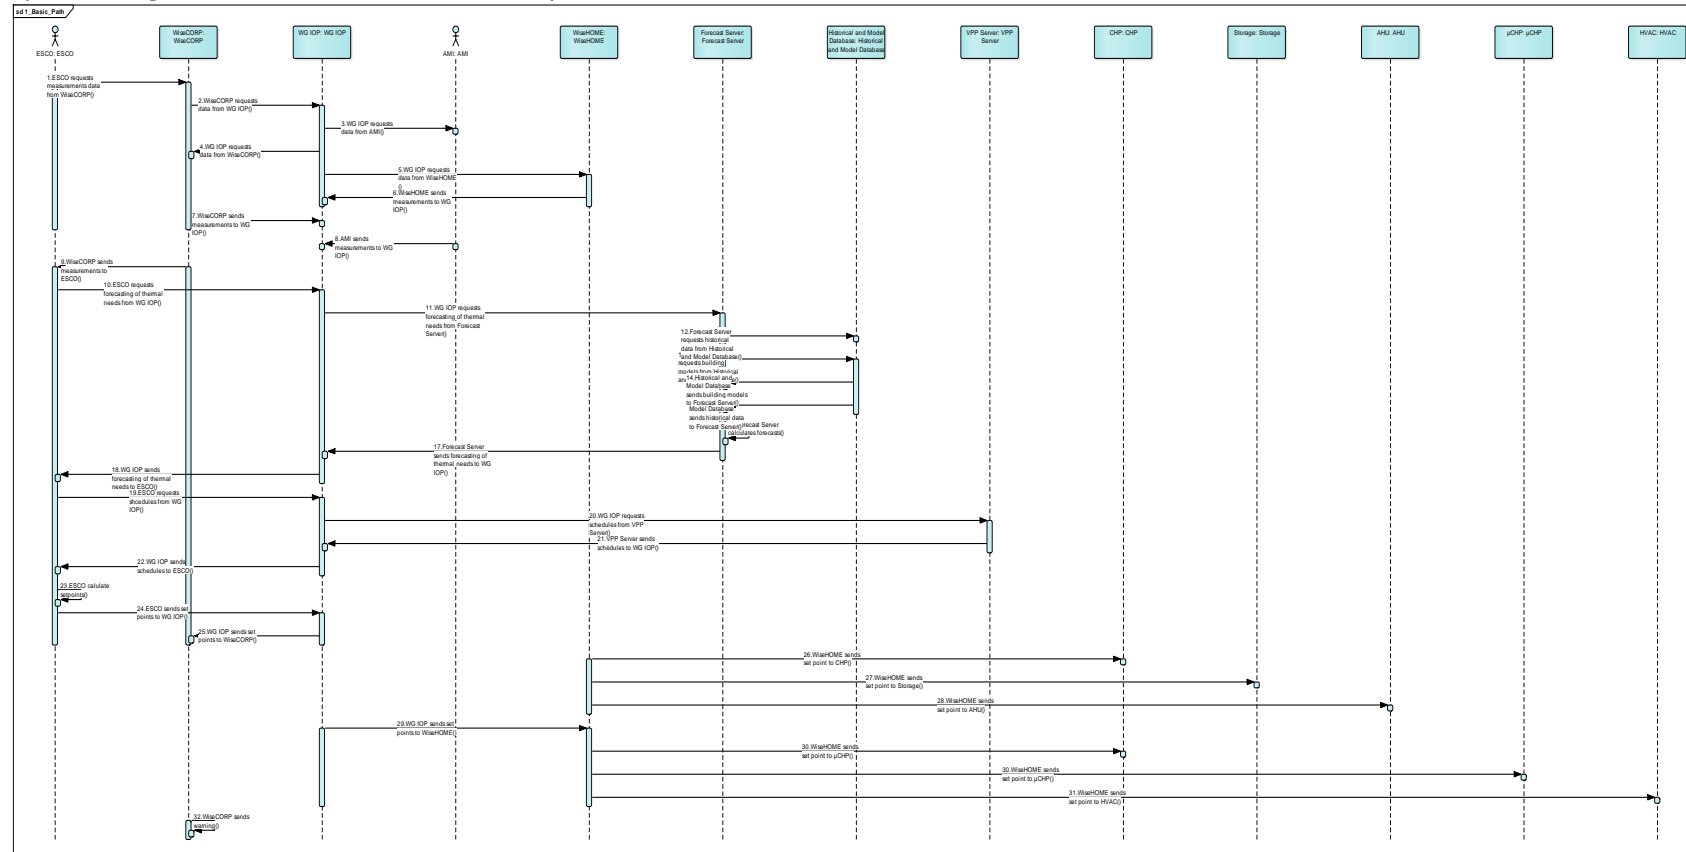 sd 1_Basic_Path
ESCO: ESCO
WiseCORP:
WiseCORP
WG IOP: WG IOP
AMI: AMI
WiseHOME:
WiseHOME
Forecast Server:
Forecast Server
Historical and Model
Database: Historical
and Model Database
VPP Server: VPP
Server
CHP: CHP
Storage: Storage
AHU: AHU
µCHP: µCHP
HVAC: HVAC
1.ESCO requests
measurements data
from WiseCORP()
2.WiseCORP requests
data from WG IOP()
3.WG IOP requests
data from AMI()
4.WG IOP requests
data from WiseCORP()
5.WG IOP requests
data from WiseHOME
()
6.WiseHOME sends
measurements to WG
IOP()
7.WiseCORP sends
measurements to WG
IOP()
8.AMI sends
measurements to WG
IOP()
9.WiseCORP sends
measurements to
ESCO()
10.ESCO requests
forecasting of thermal
needs from WG IOP()
11.WG IOP requests
forecasting of thermal
needs from Forecast
Server()
12.Forecast Server
requests historical
data from Historical
and Model Database()
requests building
models from Historical
14.Historical and
Model Database
sends building models
to Forecast Server()
Model Database
sends historical data
to Forecast Server()
Server
calculates forecasts()
17.Forecast Server
sends forecasting of
thermal needs to WG
IOP()
18.WG IOP sends
forecasting of thermal
needs to ESCO()
19.ESCO requests
shcedules from WG
IOP()
20.WG IOP requests
schedules from VPP
Server()
21.VPP Server sends
schedules to WG IOP()
22.WG IOP sends
schedules to ESCO()
23.ESCO calulate
setpoints()
24.ESCO sends set
points to WG IOP()
25.WG IOP sends set
points to WiseCORP()
26.WiseHOME sends
set point to CHP()
27.WiseHOME sends
set point to Storage()
28.WiseHOME sends
set point to AHU()
29.WG IOP sends set
points to WiseHOME()
30.WiseHOME sends
set point to µCHP()
30.WiseHOME sends
set point to µCHP()
31.WiseHOME sends
set point to HVAC()
32.WiseCORP sends
warning()